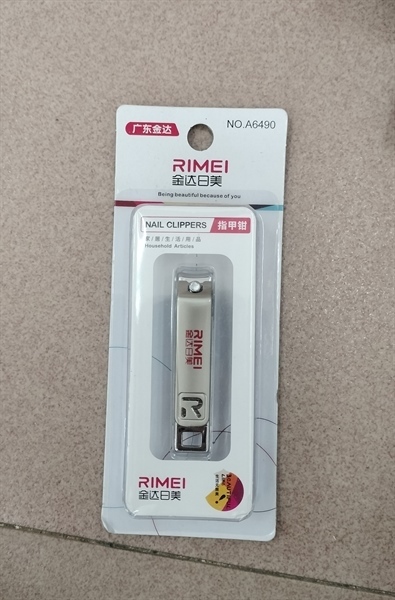 广东金达
NO.A6490
RIMEI
金达日美
Being beautiful because of you
NAIL CLIPPERS
指甲钳
家/居/生/活/用/品
Household Articles
RIMEI
金达日美
R
RIMEI
金达日美
BEAUTIFUL
LIFE